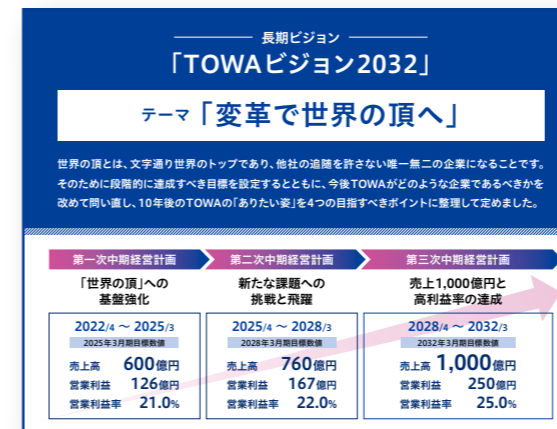 長期ビジョン
「TOWAビジョン2032」
テーマ「変革で世界の頂へ」
世界の頂とは、文字通り世界のトップであり、他社の追随を許さない唯一無二の企業になることです。
そのために段階的に達成すべき目標を設定するとともに、今後TOWAがどのような企業であるべきかを
改めて問い直し、10年後のTOWAの「ありたい姿」を4つの目指すべきポイントに整理して定めました。
第一次中期経営計画
「世界の頂」への
基盤強化
2022/4 ～ 2025/3
2025年3月期目標数値
売上高 600億円
営業利益 126億円
営業利益率 21.0%
第二次中期経営計画
新たな課題への
挑戦と飛躍
2025/4 ～ 2028/3
2028年3月期目標数値
売上高 760億円
営業利益 167億円
営業利益率 22.0%
第三次中期経営計画
売上1,000億円と
高利益率の達成
2028/4 ～ 2032/3
2032年3月期目標数値
売上高 1,000億円
営業利益 250億円
営業利益率 25.0%